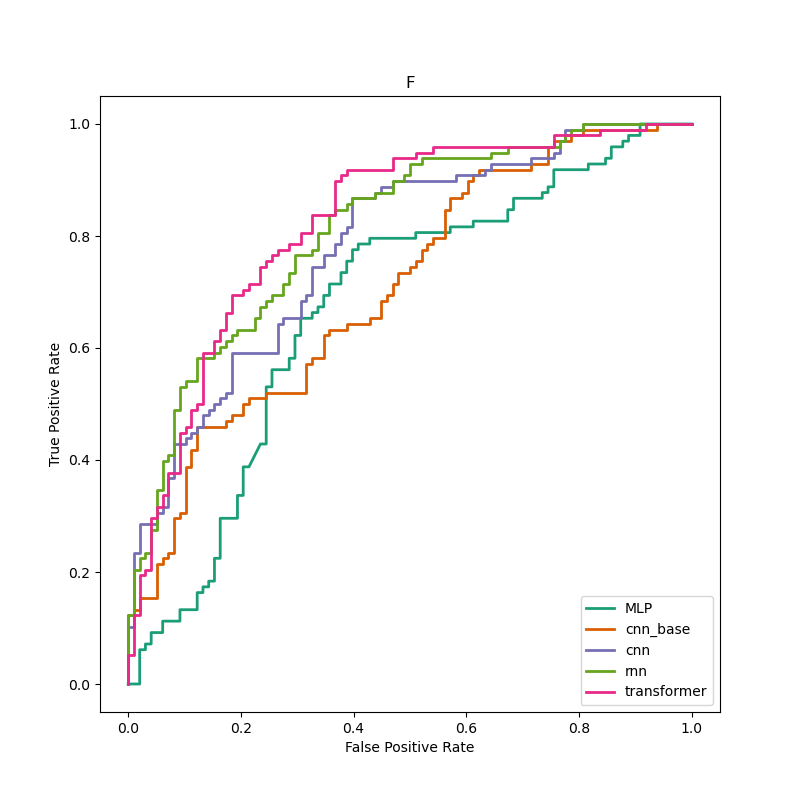 F
True Positive Rate
1.0
0.8
0.6
0.4
0.2
0.0
0.0 0.2 0.4 0.6 0.8 1.0
False Positive Rate
MLP
cnn_base
cnn
rnn
transformer